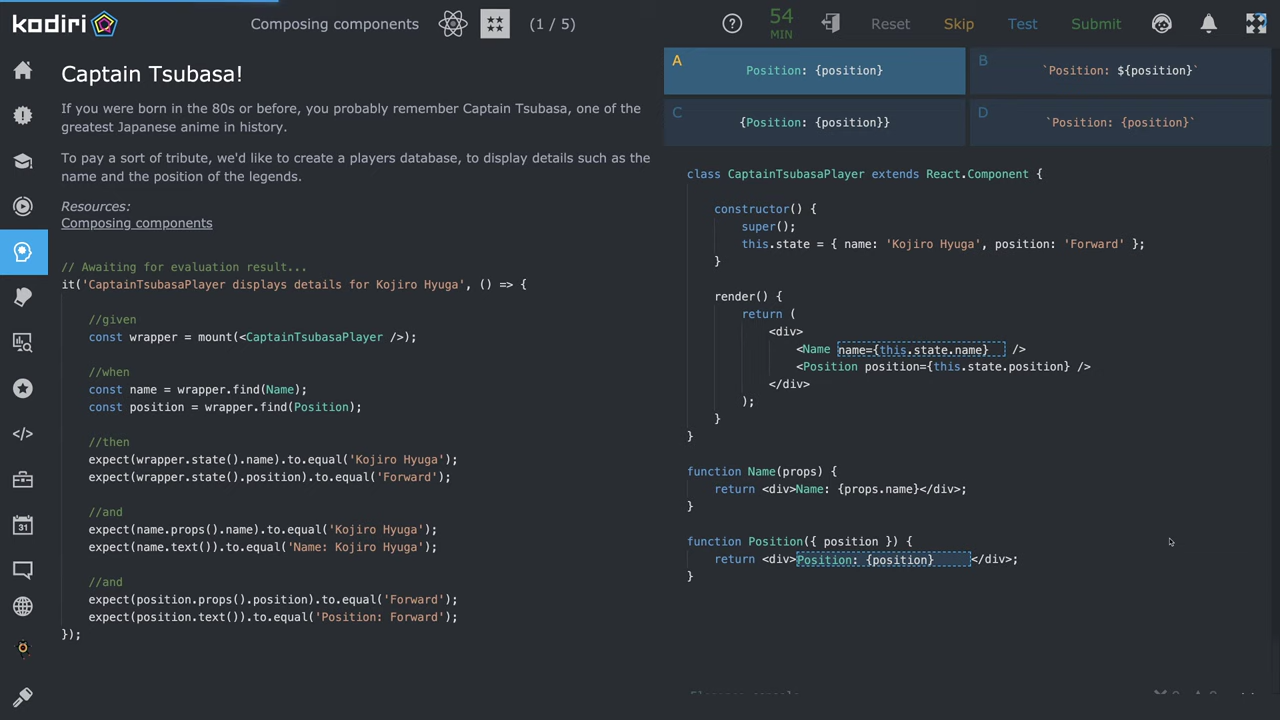 kodiri
Composing components
(1 / 5)
54
MIN
Reset
Skip
Test
Submit
Captain Tsubasa!
If you were born in the 80s or before, you probably remember Captain Tsubasa, one of the
greatest Japanese anime in history.
To pay a sort of tribute, we'd like to create a players database, to display details such as the
name and the position of the legends.
Resources:
Composing components
// Awaiting for evaluation result...
it('CaptainTsubasaPlayer displays details for Kojiro Hyuga', () => {
//given
const wrapper = mount(<CaptainTsubasaPlayer />);
//when
const name = wrapper.find(Name);
const position = wrapper.find(Position);
//then
expect(wrapper.state().name).to.equal('Kojiro Hyuga');
expect(wrapper.state().position).to.equal('Forward');
//and
expect(name.props().name).to.equal('Kojiro Hyuga');
expect(name.text()).to.equal('Name: Kojiro Hyuga');
//and
expect(position.props().position).to.equal('Forward');
expect(position.text()).to.equal('Position: Forward');
});
A
Position: {position}
B
`Position: ${position}`
C
{Position: {position}}
D
`Position: {position}`
class CaptainTsubasaPlayer extends React.Component {
constructor() {
super();
this.state = { name: 'Kojiro Hyuga', position: 'Forward' };
}
render() {
return (
<div>
<Name name={this.state.name} />
<Position position={this.state.position} />
</div>
);
}
}
function Name(props) {
return <div>Name: {props.name}</div>;
}
function Position({ position }) {
return <div>Position: {position} </div>;
}
31